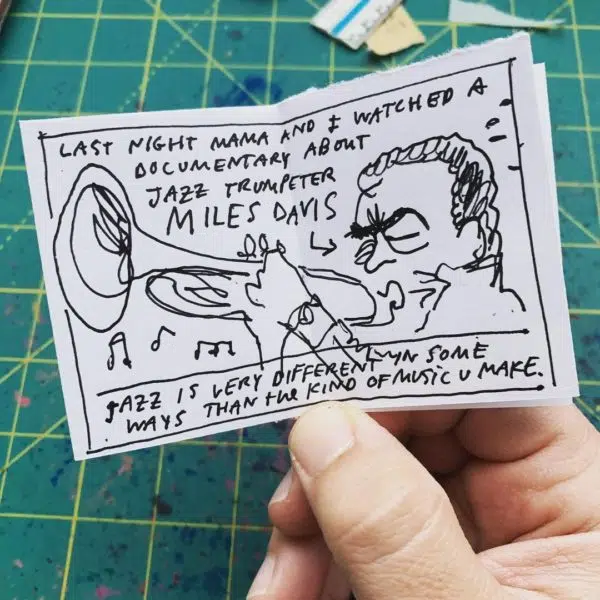 LAST NIGHT MAMA AND I WATCHED A
DOCUMENTARY ABOUT
JAZZ TRUMPETER
MILES DAVIS
JAZZ IS VERY DIFFERENT IN SOME
WAYS THAN the KIND OF MUSIC U MAKE.